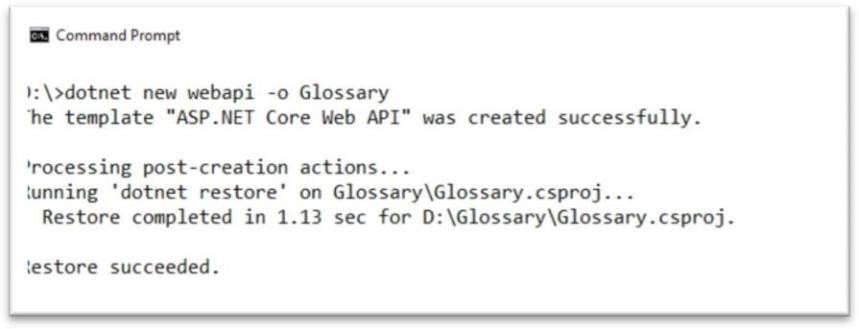 Command Prompt
:\>dotnet new webapi -o Glossary
he template "ASP.NET Core Web API" was created successfully.
rocessing post-creation actions...
unning 'dotnet restore' on Glossary\Glossary.csproj...
Restore completed in 1.13 sec for D:\Glossary\Glossary.csproj.
estore succeeded.